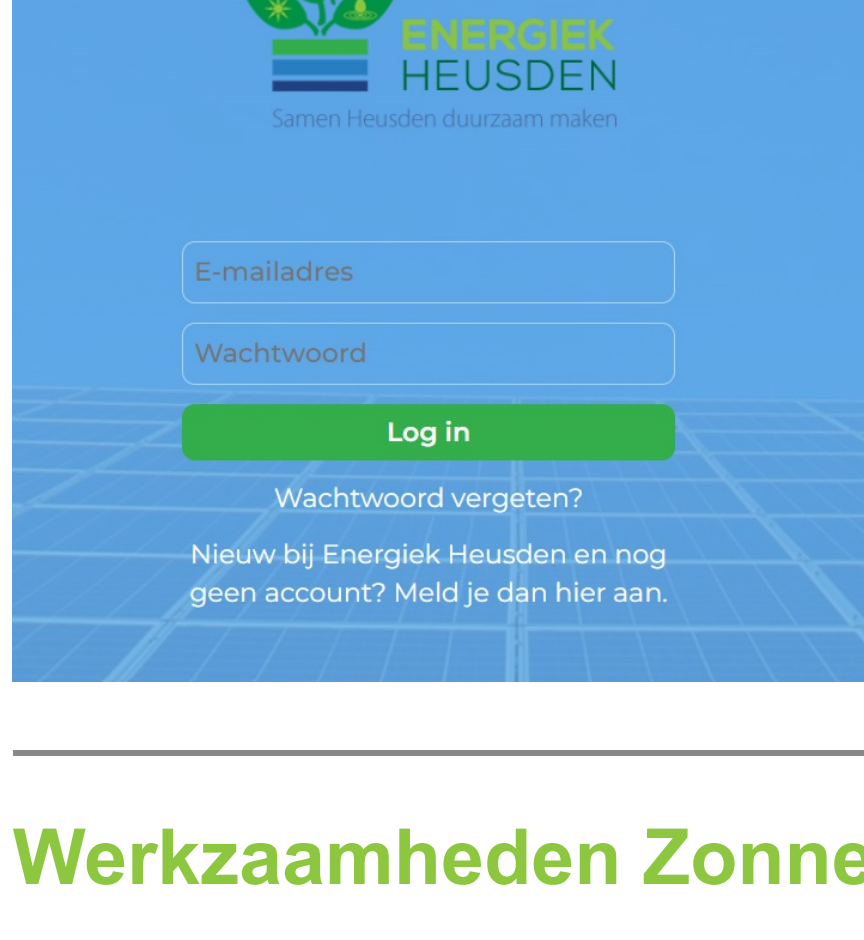 ENERGIEK
HEUSDEN
Samen Heusden duurzaam maken
E-mailadres
Wachtwoord
Log in
Wachtwoord vergeten?
Nieuw bij Energiek Heusden en nog
geen account? Meld je dan hier aan.
Werkzaamheden Zonne